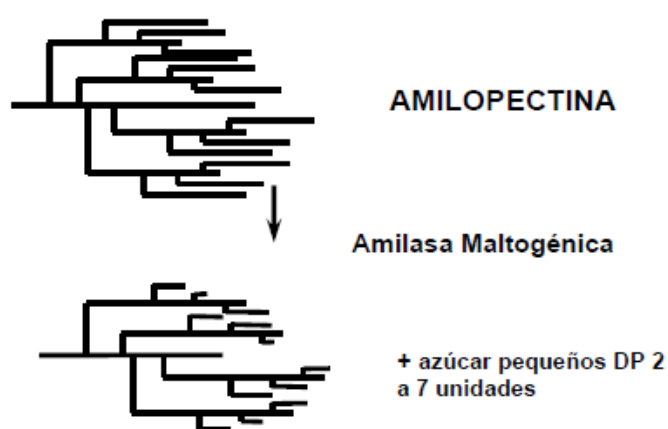 AMILOPECTINA
Amilasa Maltogénica
+ azúcar pequeños DP 2
a 7 unidades